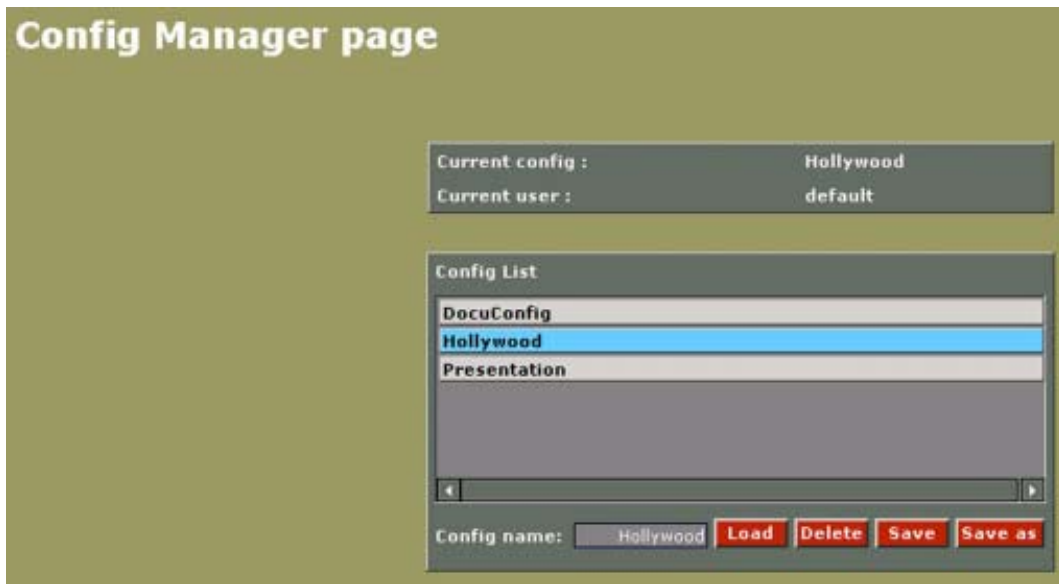 Config Manager page
Current config : Hollywood
Current user : default
Config List
DocuConfig
Hollywood
Presentation
Config name: Hollywood Load Delete Save Save as